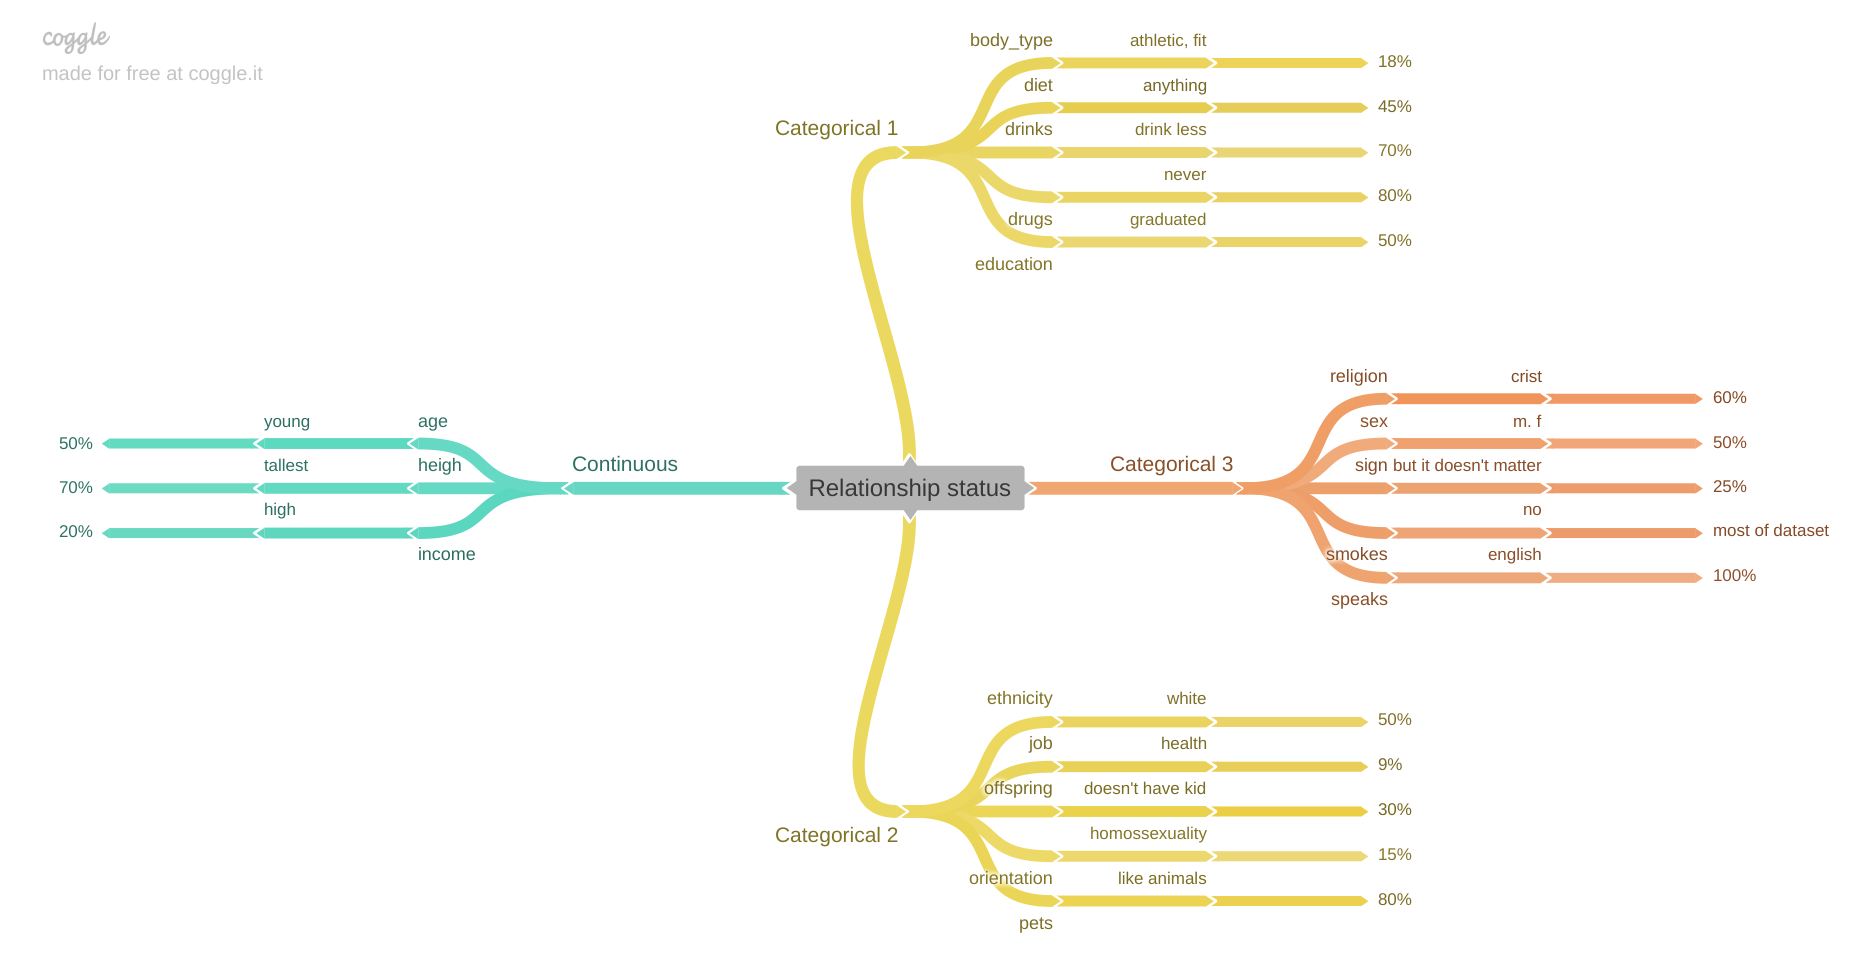 coggle
made for free at coggle.it
Relationship status
Categorical 1
body_type
athletic, fit
18%
diet
anything
45%
drinks
drink less
70%
drugs
never
80%
education
graduated
50%
Continuous
age
young
50%
heigh
tallest
70%
income
high
20%
Categorical 3
religion
crist
60%
sex
m. f
50%
sign
but it doesn't matter
25%
smokes
no
most of dataset
speaks
english
100%
Categorical 2
ethnicity
white
50%
job
health
9%
offspring
doesn't have kid
30%
orientation
homossexuality
15%
pets
like animals
80%